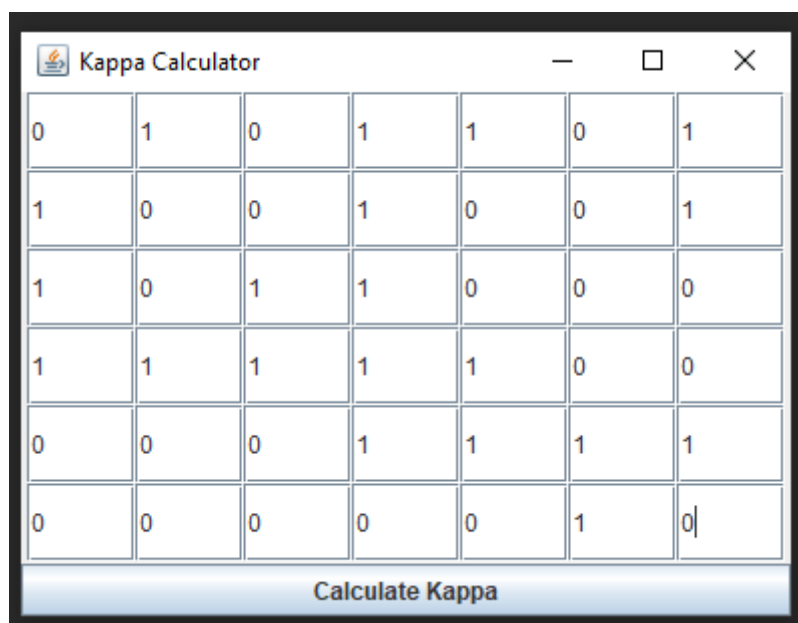 Kappa Calculator
0 1 0 1 1 0 1
1 0 0 1 0 0 1
1 0 1 1 0 0 0
1 1 1 1 1 0 0
0 0 0 1 1 1 1
0 0 0 0 0 1 0
Calculate Kappa